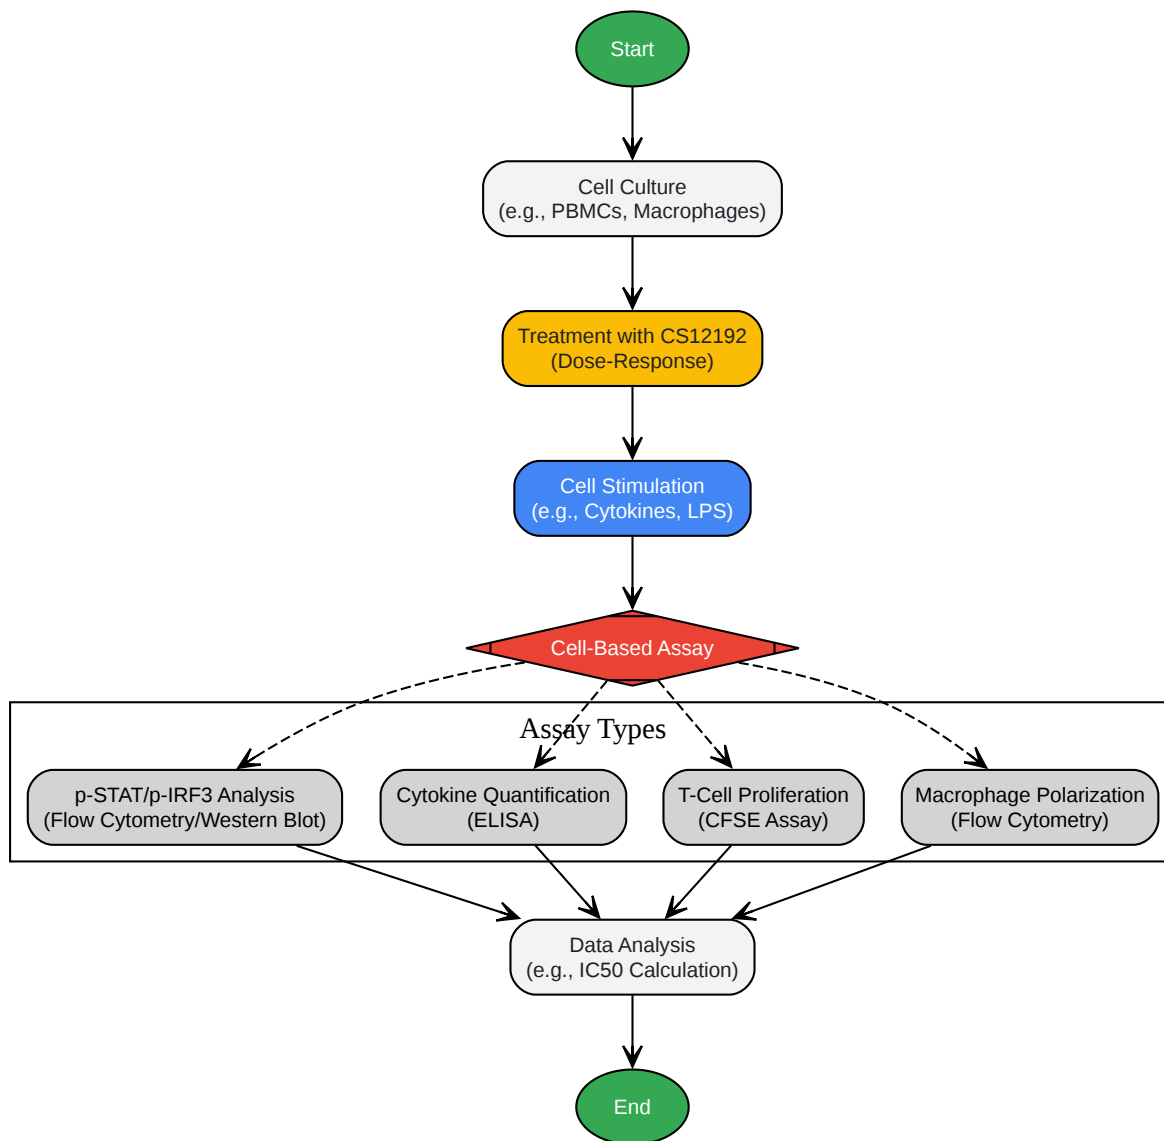 Start
Cell Culture
(e.g., PBMCs, Macrophages)
Treatment with CS12192
(Dose-Response)
Cell Stimulation
(e.g., Cytokines, LPS)
Cell-Based Assay
Assay Types
p-STAT/p-IRF3 Analysis
(Flow Cytometry/Western Blot)
Cytokine Quantification
(ELISA)
T-Cell Proliferation
(CFSE Assay)
Macrophage Polarization
(Flow Cytometry)
Data Analysis
(e.g., IC50 Calculation)
End